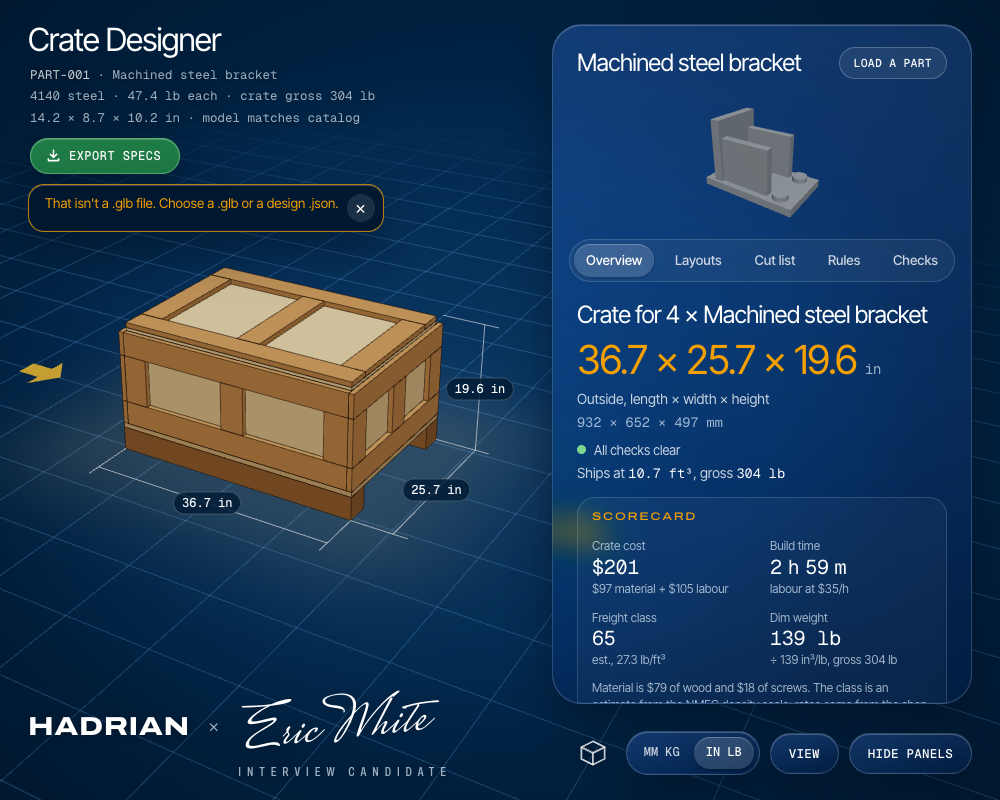 Crate Designer
PART-001 · Machined steel bracket
4140 steel · 47.4 lb each · crate gross 304 lb
14.2 × 8.7 × 10.2 in · model matches catalog
EXPORT SPECS
That isn't a .glb file. Choose a .glb or a design .json.
19.6 in
36.7 in
25.7 in
HADRIAN × Eric White
INTERVIEW CANDIDATE
Machined steel bracket
LOAD A PART
Overview Layouts Cut list Rules Checks
Crate for 4 × Machined steel bracket
36.7 × 25.7 × 19.6 in
Outside, length × width × height
932 × 652 × 497 mm
All checks clear
Ships at 10.7 ft³, gross 304 lb
SCORECARD
Crate cost
$201
$97 material + $105 labour
Build time
2 h 59 m
labour at $35/h
Freight class
65
est., 27.3 lb/ft³
Dim weight
139 lb
÷ 139 in³/lb, gross 304 lb
Material is $79 of wood and $18 of screws. The class is an
MM KG IN LB
VIEW
HIDE PANELS